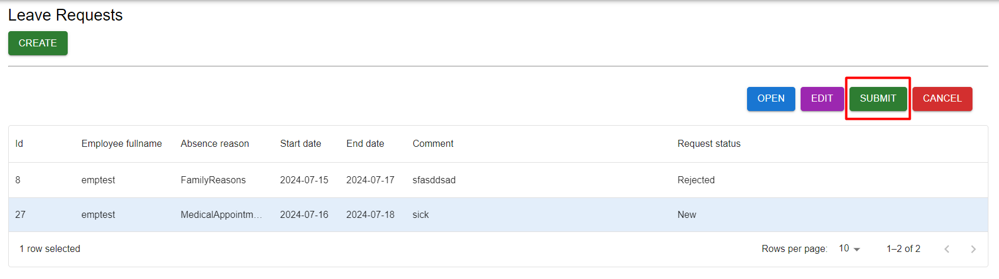 Leave Requests
CREATE
OPEN EDIT SUBMIT CANCEL
Id Employee fullname Absence reason Start date End date Comment Request status
8 emptest FamilyReasons 2024-07-15 2024-07-17 sfasddsad Rejected
27 emptest MedicalAppointm... 2024-07-16 2024-07-18 sick New
1 row selected Rows per page: 10 1–2 of 2